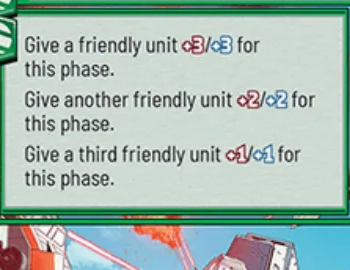 Give a friendly unit +3/+3 for
this phase.
Give another friendly unit +2/+2 for
this phase.
Give a third friendly unit +1/+1 for
this phase.